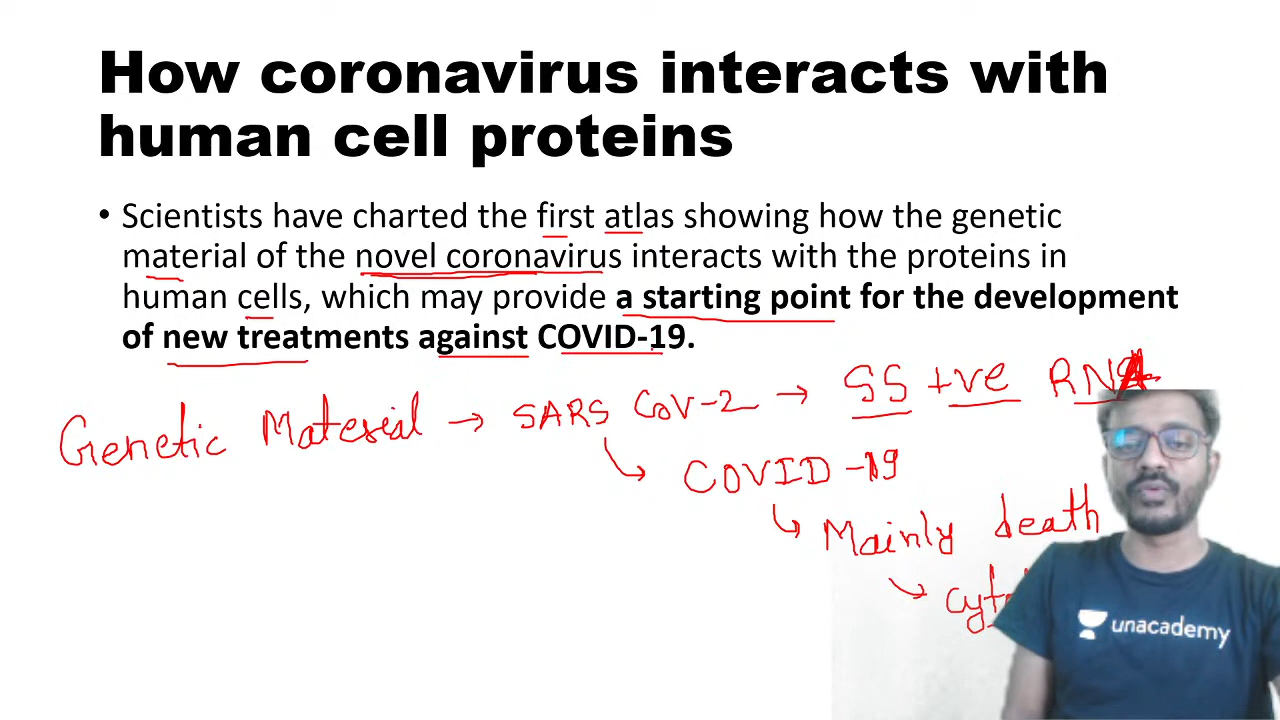 How coronavirus interacts with
human cell proteins
• Scientists have charted the first atlas showing how the genetic
material of the novel coronavirus interacts with the proteins in
human cells, which may provide a starting point for the development
of new treatments against COVID-19.
Genetic Material → SARS CoV-2 → SS +ve RNA
COVID-19
Mainly death
unacademy